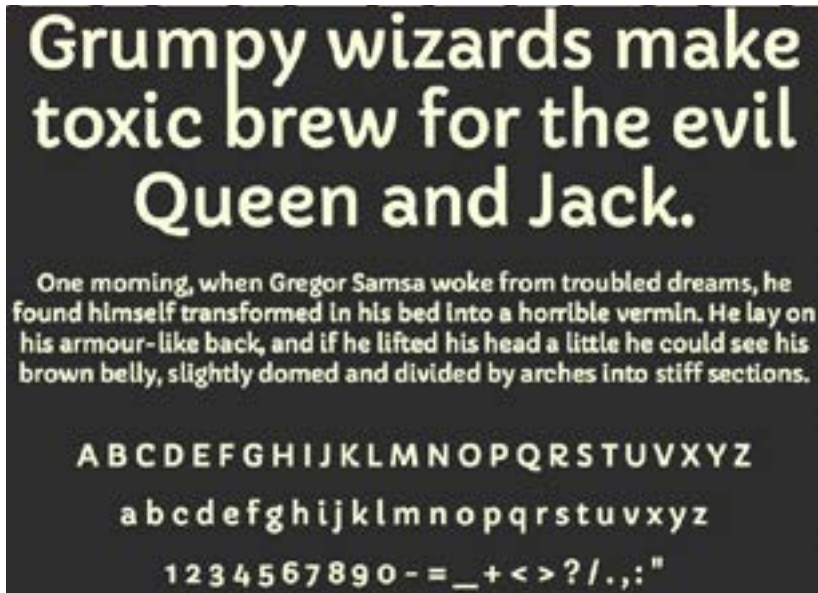 Grumpy wizards make
toxic brew for the evil
Queen and Jack.
One morning, when Gregor Samsa woke from troubled dreams, he
found himself transformed in his bed into a horrible vermin. He lay on
his armour-like back, and if he lifted his head a little he could see his
brown belly, slightly domed and divided by arches into stiff sections.
A B C D E F G H I J K L M N O P Q R S T U V X Y Z
a b c d e f g h i j k l m n o p q r s t u v x y z
1 2 3 4 5 6 7 8 9 0 - = _ + < > ? / . , : "